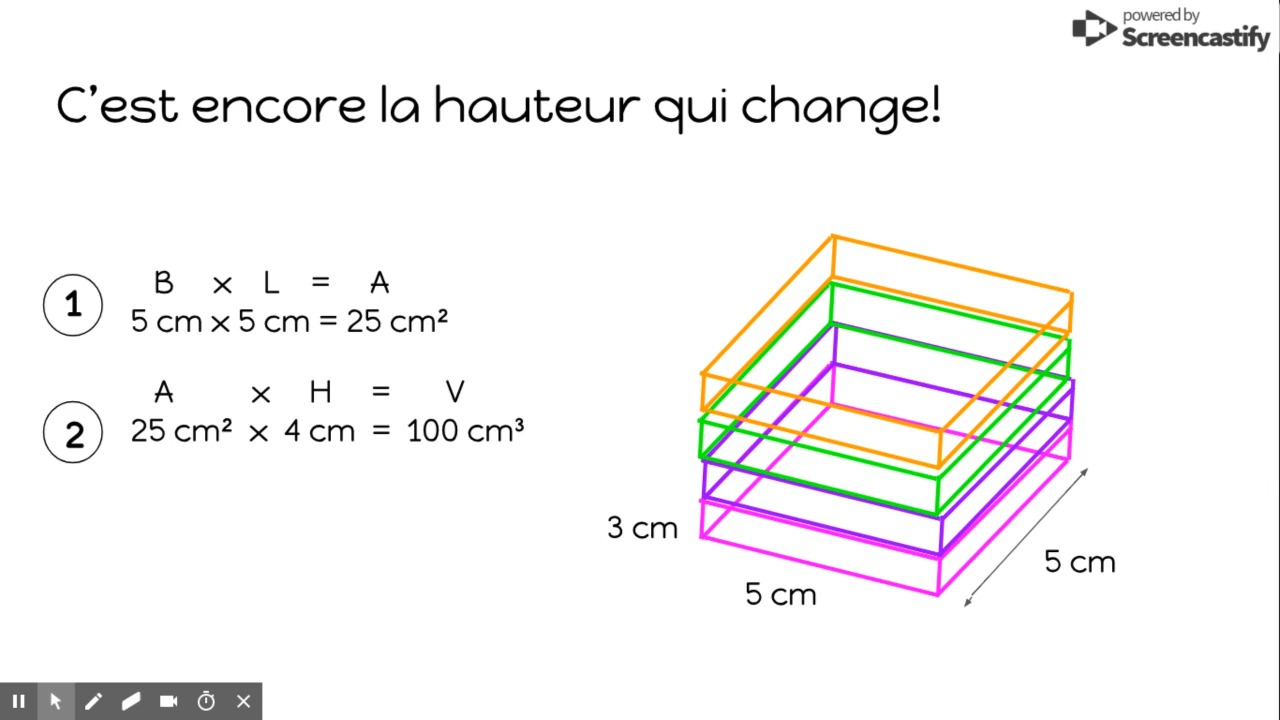 powered by
Screencastify
C'est encore la hauteur qui change!
1
B x L = A
5 cm x 5 cm = 25 cm²
2
A x H = V
25 cm² x 4 cm = 100 cm³
3 cm
5 cm
5 cm